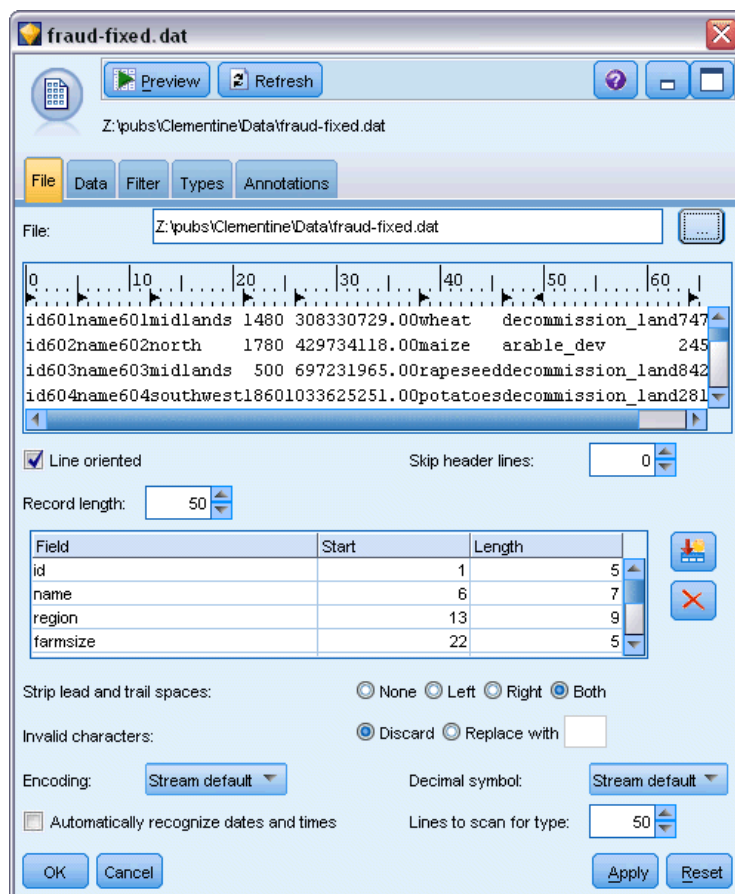 fraud-fixed.dat
Preview Refresh ?
Z:\pubs\Clementine\Data\fraud-fixed.dat
File Data Filter Types Annotations
File: Z:\pubs\Clementine\Data\fraud-fixed.dat ...
0 10 20 30 40 50 60
id601name601midlands 1480 308330729.00wheat decommission_land747
id602name602north 1780 429734118.00maize arable_dev 245
id603name603midlands 500 697231965.00rapeseeddecommission_land842
id604name604southwest18601033625251.00potatoesdecommission_land281
Line oriented Skip header lines: 0
Record length: 50
Field Start Length
id 1 5
name 6 7
region 13 9
farmsize 22 5
Strip lead and trail spaces: None Left Right Both
Invalid characters: Discard Replace with
Encoding: Stream default Decimal symbol: Stream default
Automatically recognize dates and times Lines to scan for type: 50
OK Cancel Apply Reset